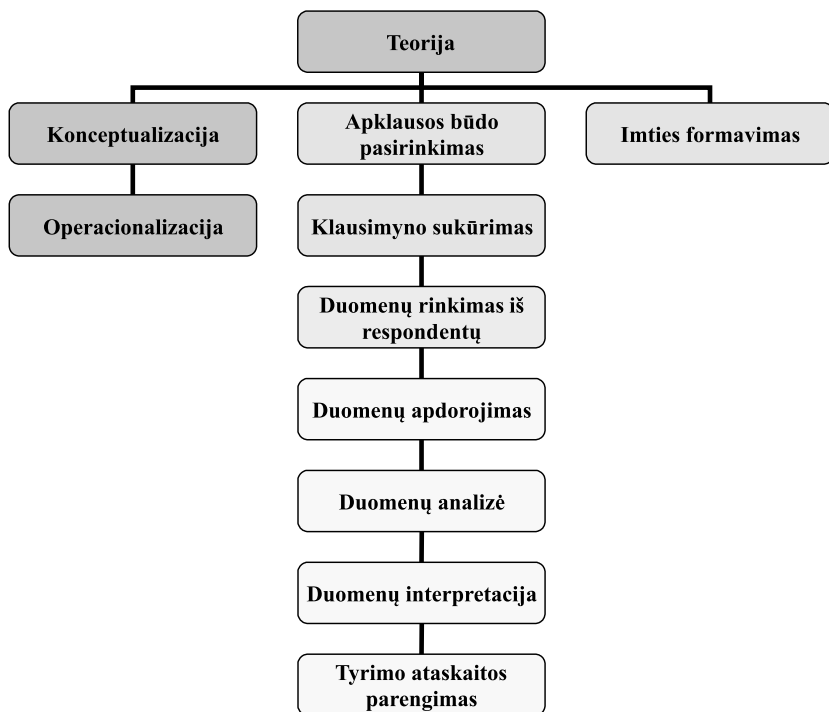 Teorija
Konceptualizacija
Apklausos būdo
pasirinkimas
Imties formavimas
Operacionalizacija
Klausimyno sukūrimas
Duomenų rinkimas iš
respondentų
Duomenų apdorojimas
Duomenų analizė
Duomenų interpretacija
Tyrimo ataskaitos
parengimas